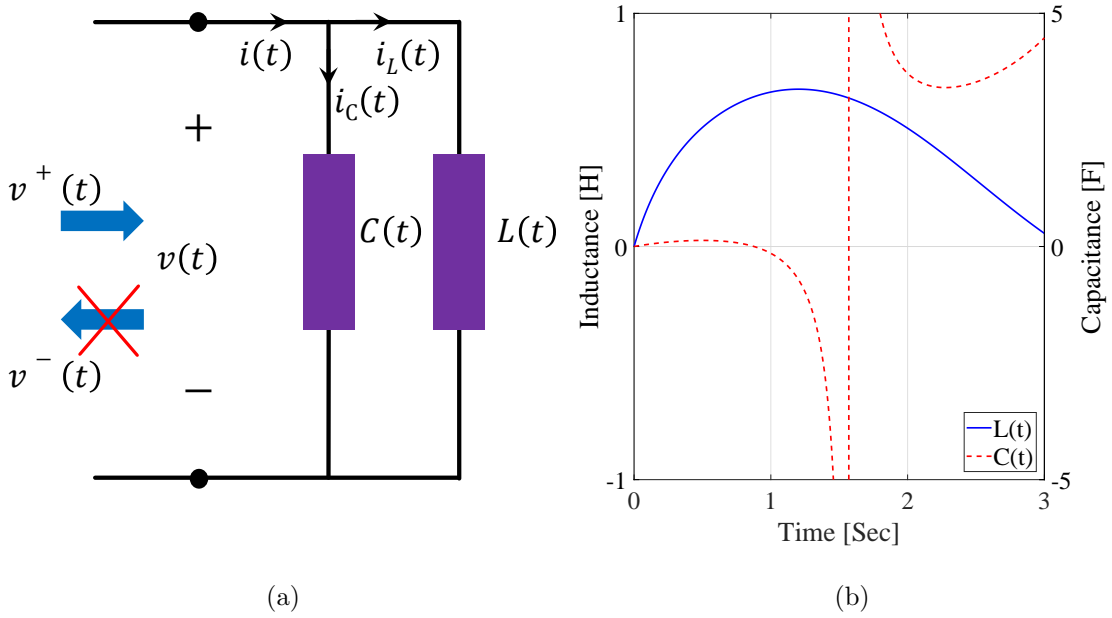 i(t)
i_L(t)
i_C(t)
+
v^+(t)
C(t)
L(t)
v(t)
v^-(t)
−
(a)
1
5
Inductance [H]
0
0
Capacitance [F]
L(t)
C(t)
-1
-5
0
1
2
3
Time [Sec]
(b)